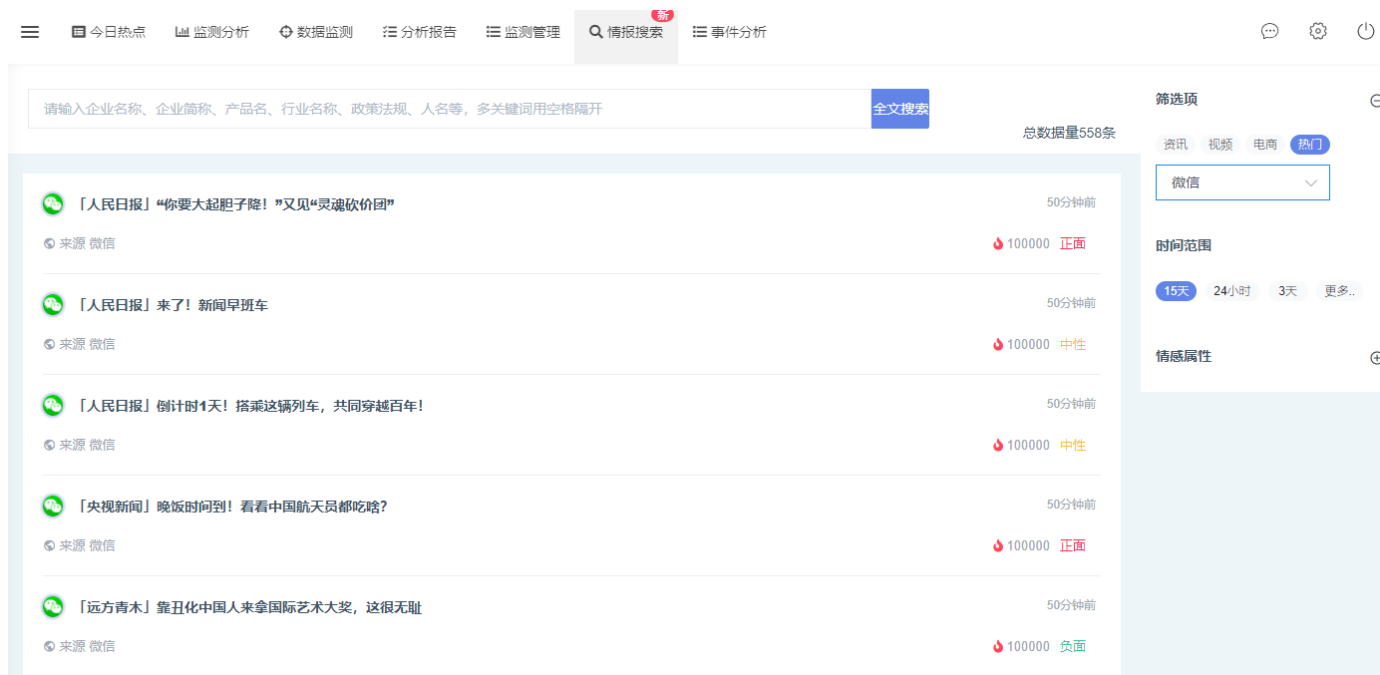 新
今日热点 监测分析 数据监测 分析报告 监测管理 情报搜索 事件分析
请输入企业名称、企业简称、产品名、行业名称、政策法规、人名等，多关键词用空格隔开 全文搜索
总数据量558条
筛选项
资讯 视频 电商 热门
微信
时间范围
15天 24小时 3天 更多..
情感属性
「人民日报」“你要大起胆子降！”又见“灵魂砍价团” 50分钟前
来源 微信 100000 正面
「人民日报」来了！新闻早班车 50分钟前
来源 微信 100000 中性
「人民日报」倒计时1天！搭乘这辆列车，共同穿越百年！ 50分钟前
来源 微信 100000 中性
「央视新闻」晚饭时间到！看看中国航天员都吃啥？ 50分钟前
来源 微信 100000 正面
「远方青木」靠丑化中国人来拿国际艺术大奖，这很无耻 50分钟前
来源 微信 100000 负面